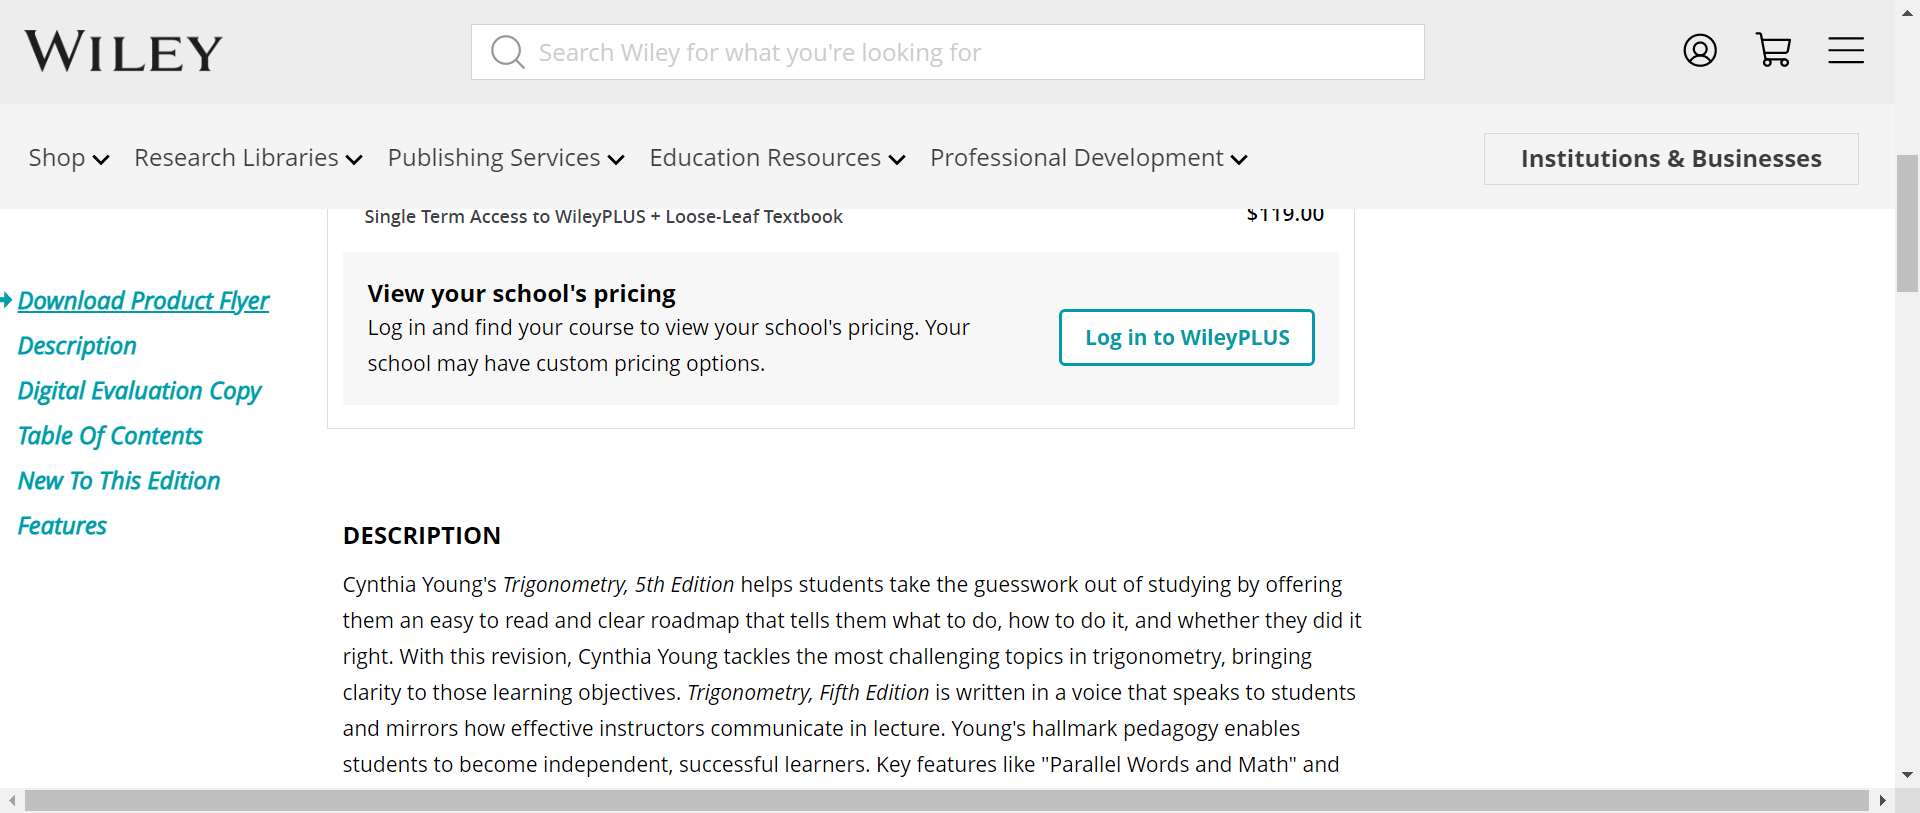 WILEY
Search Wiley for what you're looking for
Shop Research Libraries Publishing Services Education Resources Professional Development Institutions & Businesses
Single Term Access to WileyPLUS + Loose-Leaf Textbook $119.00
View your school's pricing
Log in and find your course to view your school's pricing. Your
school may have custom pricing options.
Log in to WileyPLUS
Download Product Flyer
Description
Digital Evaluation Copy
Table Of Contents
New To This Edition
Features
DESCRIPTION
Cynthia Young's Trigonometry, 5th Edition helps students take the guesswork out of studying by offering
them an easy to read and clear roadmap that tells them what to do, how to do it, and whether they did it
right. With this revision, Cynthia Young tackles the most challenging topics in trigonometry, bringing
clarity to those learning objectives. Trigonometry, Fifth Edition is written in a voice that speaks to students
and mirrors how effective instructors communicate in lecture. Young's hallmark pedagogy enables
students to become independent, successful learners. Key features like "Parallel Words and Math" and